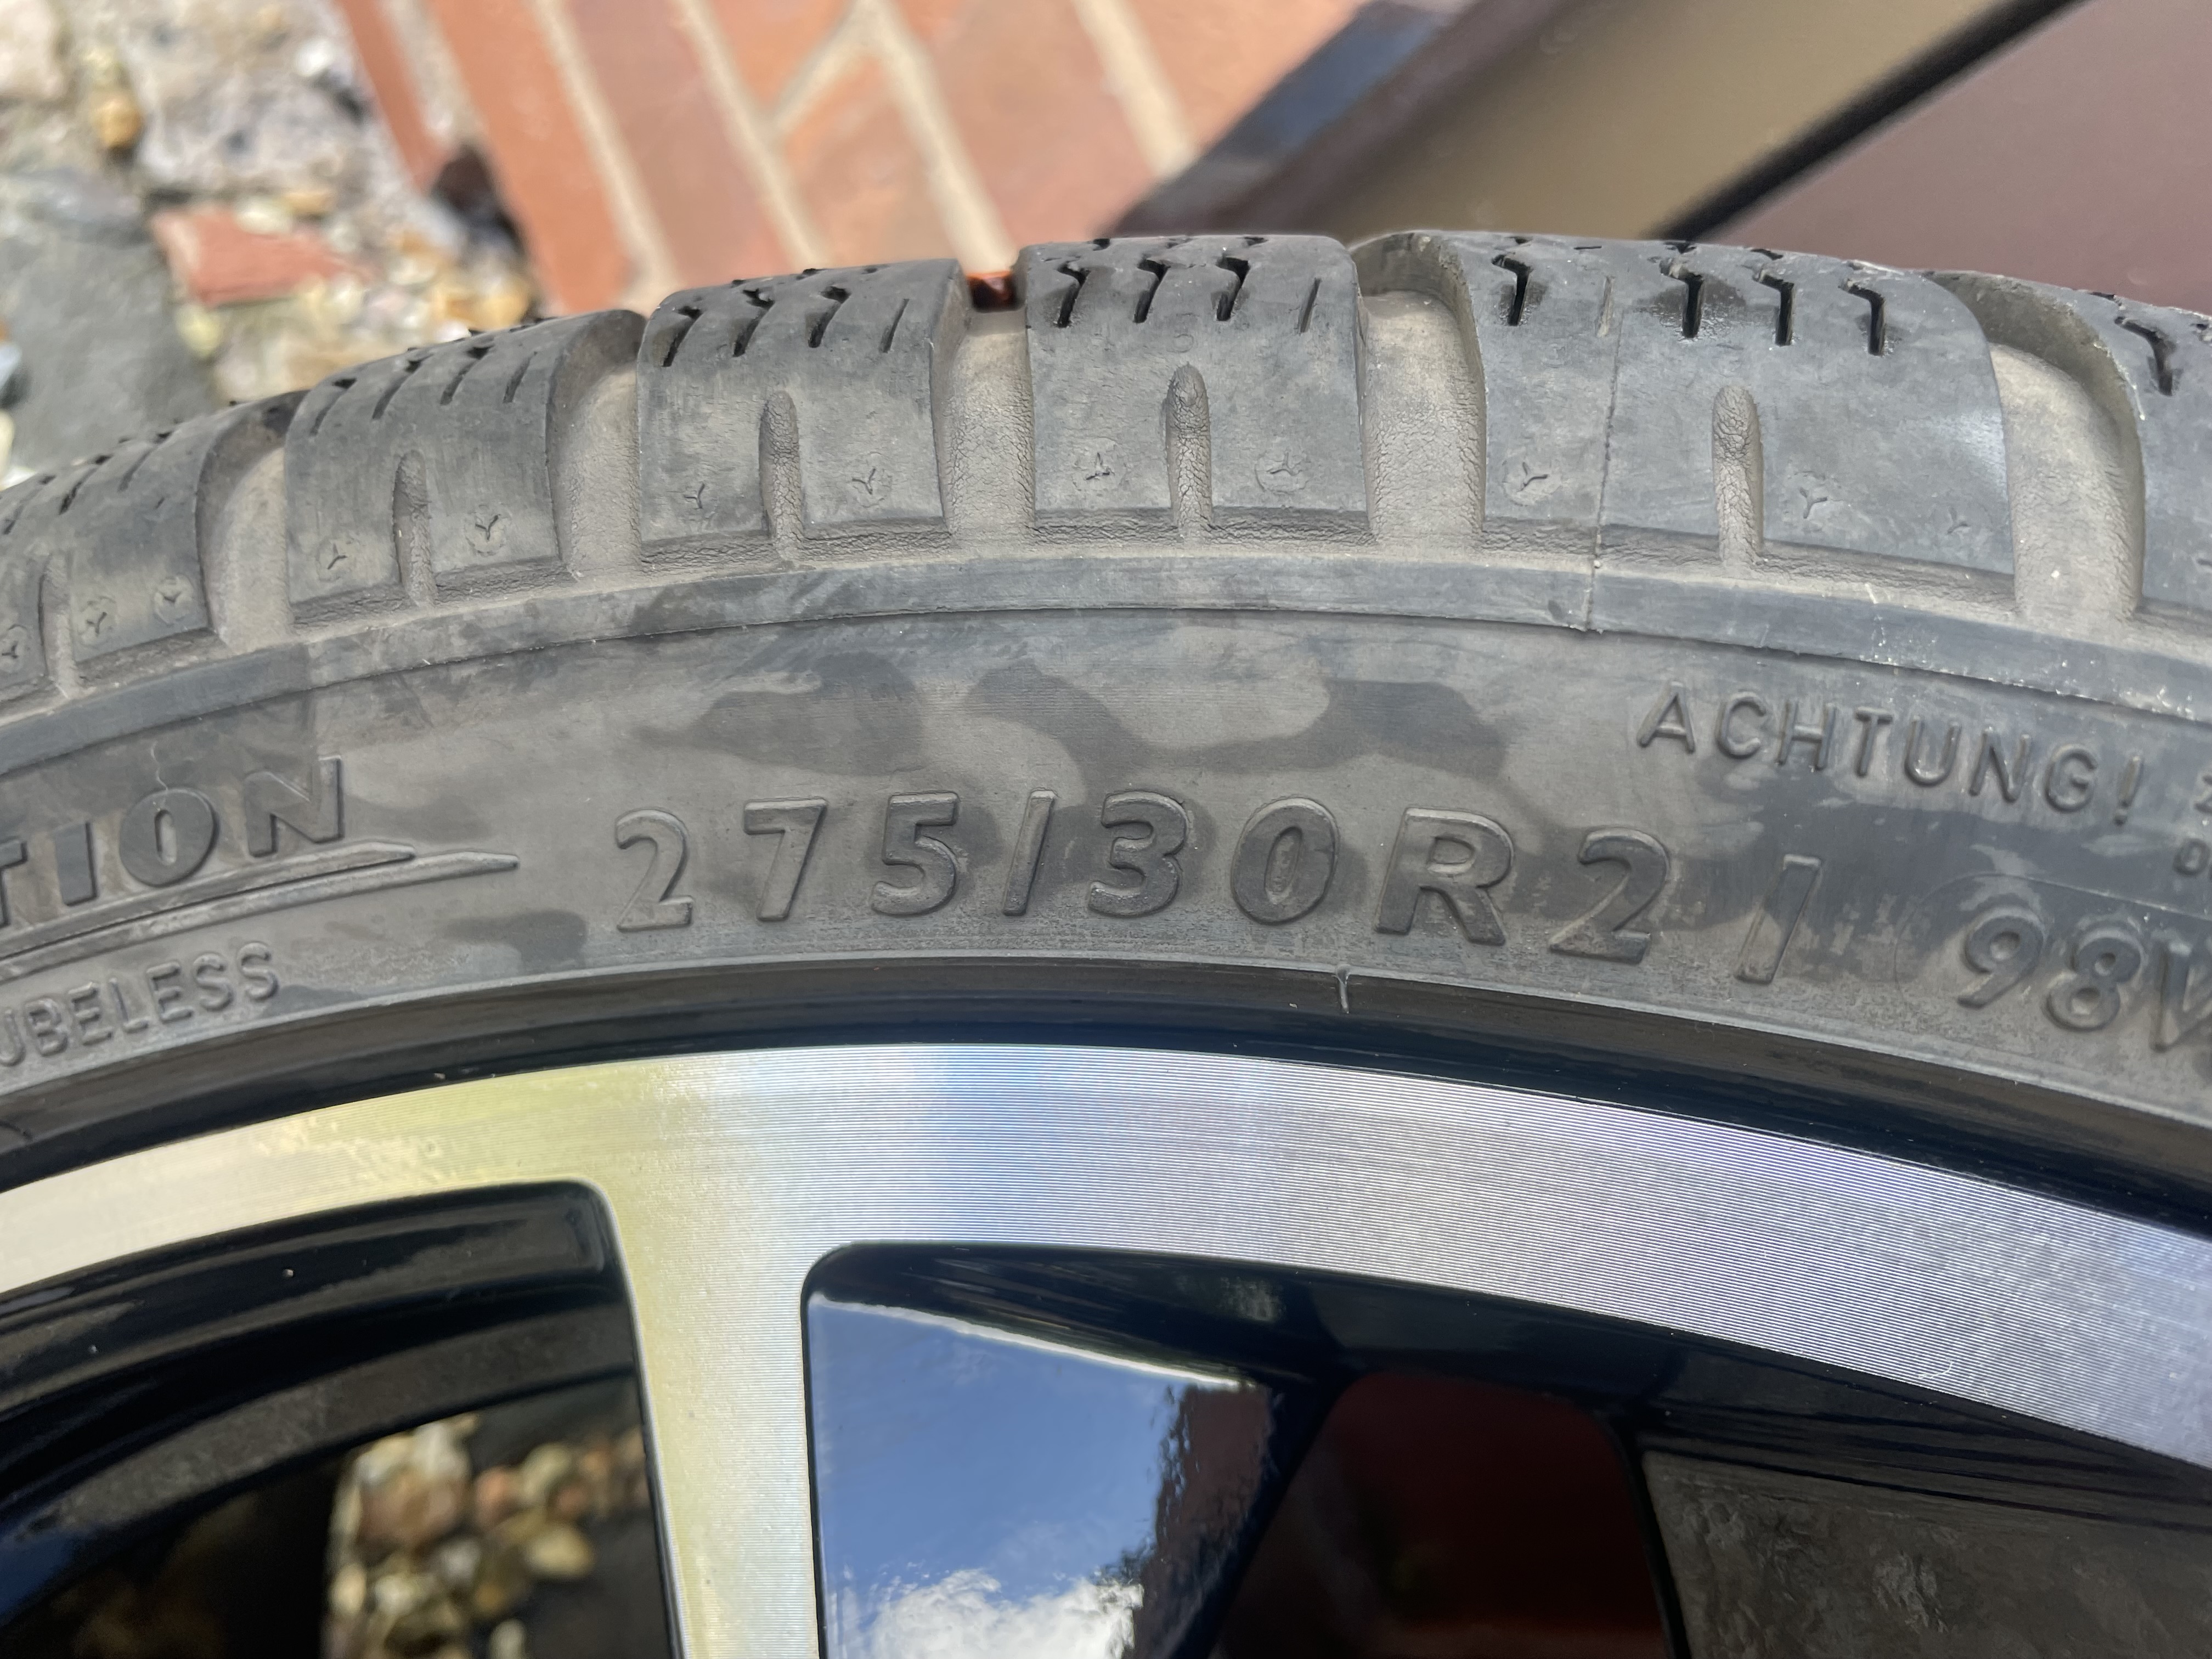 TION
UBELESS
275/30R21
98V
ACHTUNG!